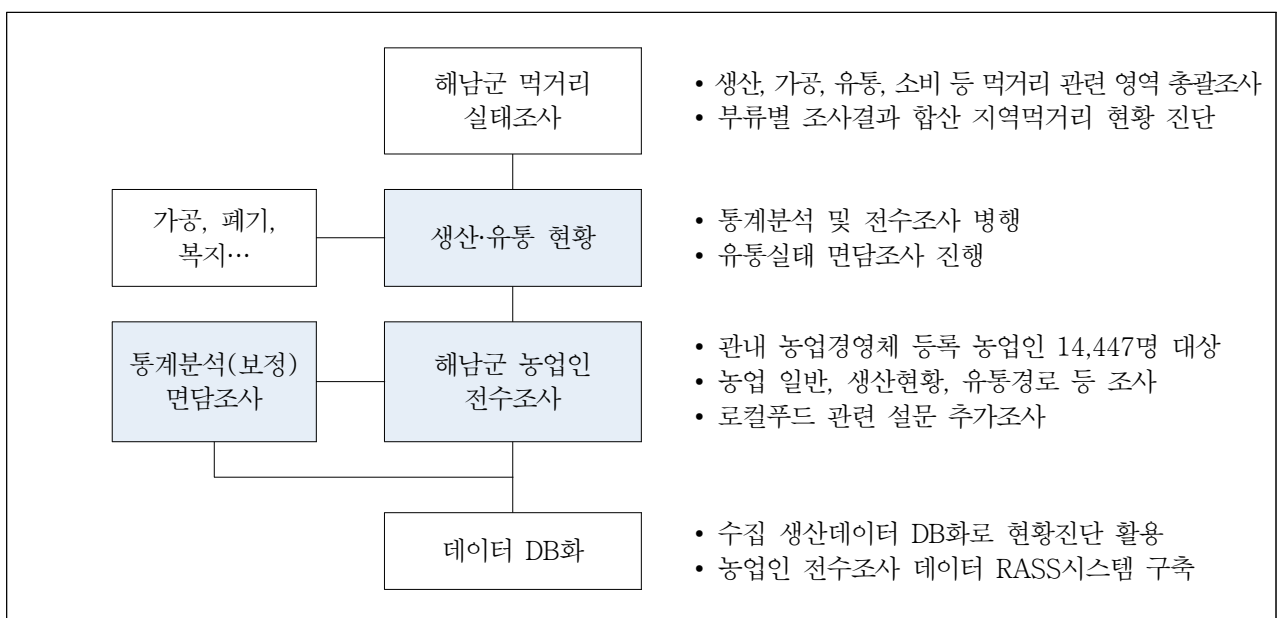 해남군 먹거리
실태조사
• 생산, 가공, 유통, 소비 등 먹거리 관련 영역 총괄조사
• 부류별 조사결과 합산 지역먹거리 현황 진단
가공, 폐기,
복지…
생산·유통 현황
• 통계분석 및 전수조사 병행
• 유통실태 면담조사 진행
통계분석(보정)
면담조사
해남군 농업인
전수조사
• 관내 농업경영체 등록 농업인 14,447명 대상
• 농업 일반, 생산현황, 유통경로 등 조사
• 로컬푸드 관련 설문 추가조사
데이터 DB화
• 수집 생산데이터 DB화로 현황진단 활용
• 농업인 전수조사 데이터 RASS시스템 구축